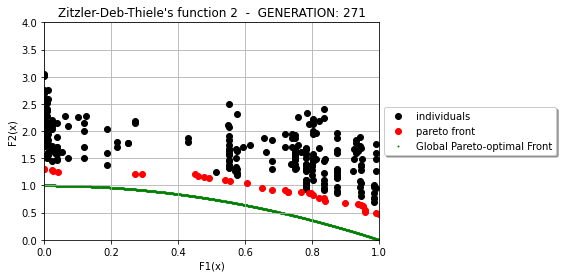 Zitzler-Deb-Thiele's function 2 - GENERATION: 271
4.0
3.5
3.0
2.5
2.0
1.5
1.0
0.5
0.0
F2(x)
0.0 0.2 0.4 0.6 0.8 1.0
F1(x)
individuals
pareto front
Global Pareto-optimal Front